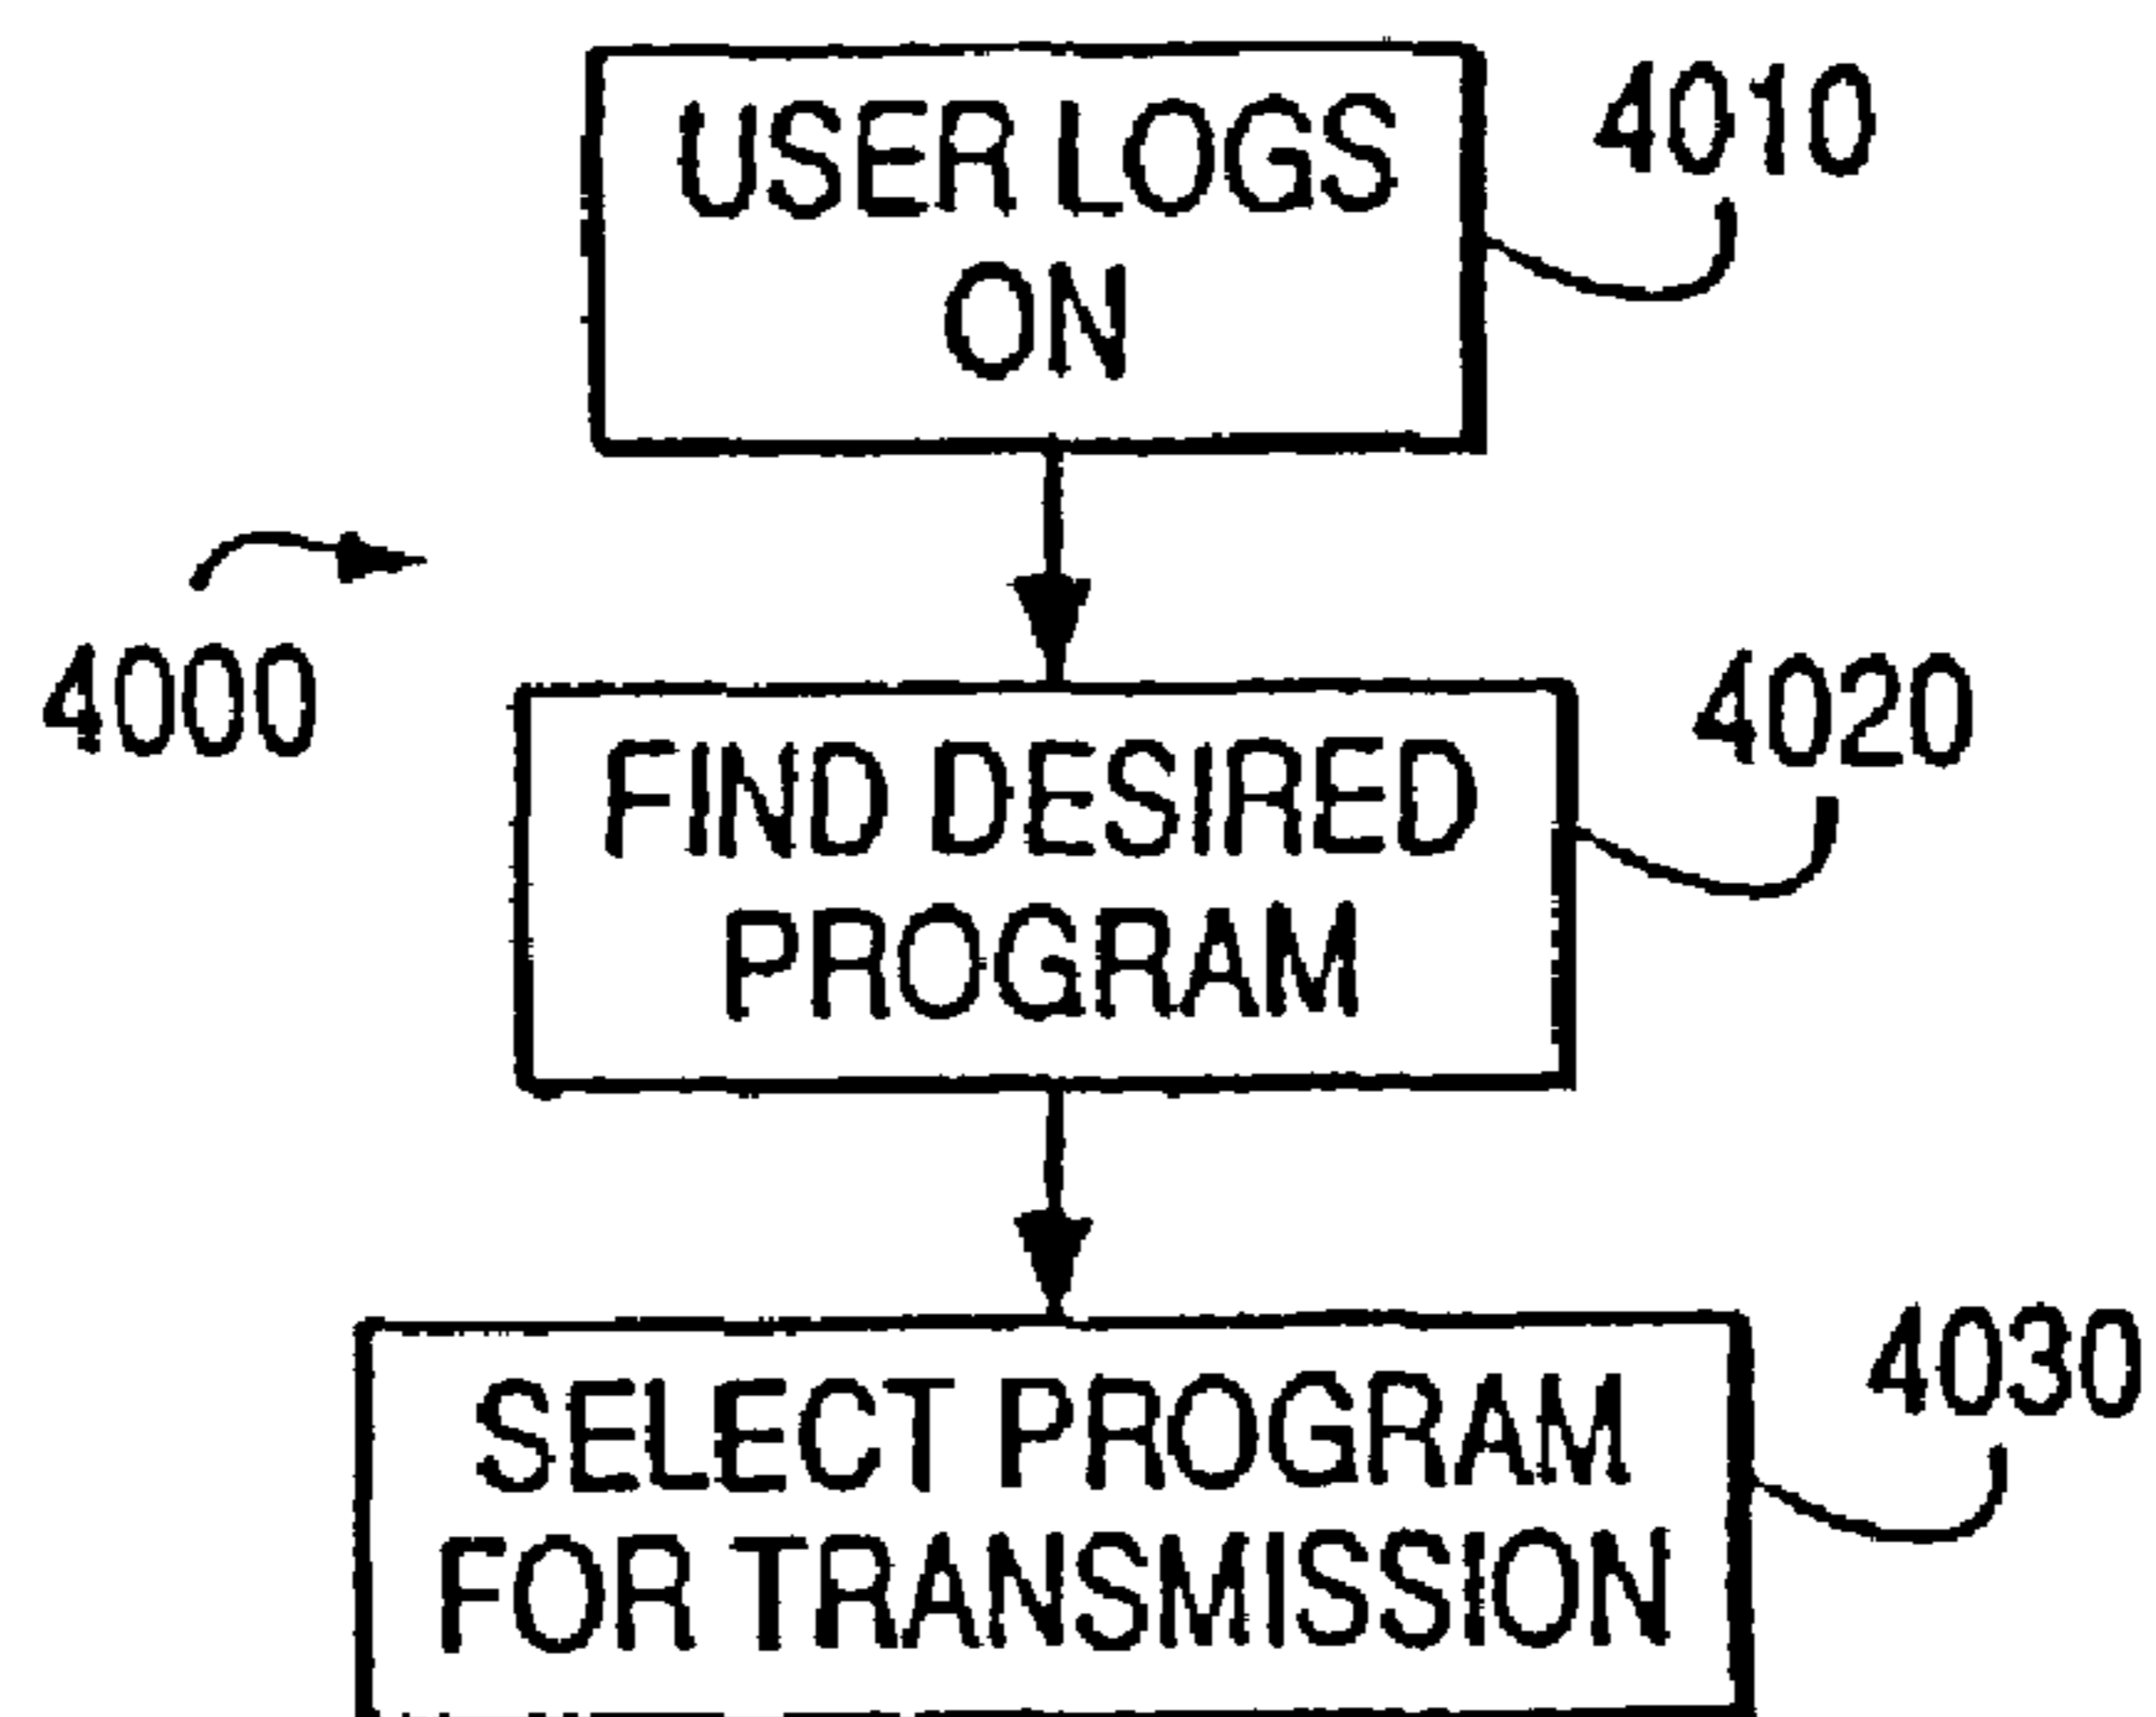 USER LOGS
ON
4010
4000
FIND DESIRED
PROGRAM
4020
SELECT PROGRAM
FOR TRANSMISSION
4030